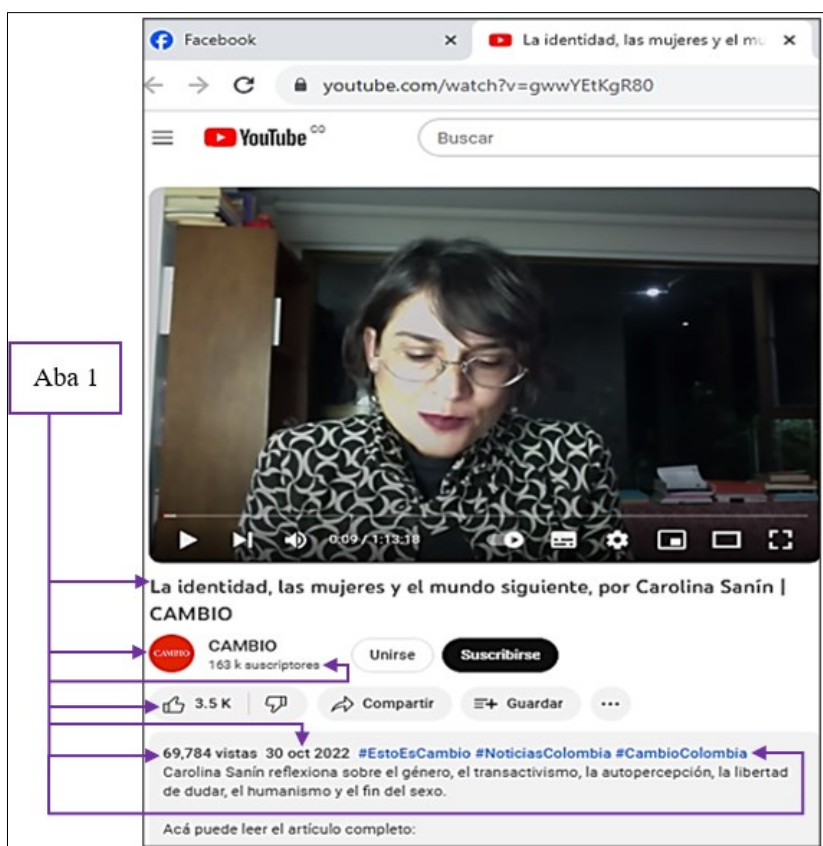 Facebook
La identidad, las mujeres y el mu
youtube.com/watch?v=gwwYEtKgR80
YouTube CO
Buscar
Aba 1
0:09 / 1:13:18
La identidad, las mujeres y el mundo siguiente, por Carolina Sanín |
CAMBIO
CAMBIO
CAMBIO
163 k suscriptores
Unirse
Suscribirse
3.5 K
Compartir
Guardar
69,784 vistas 30 oct 2022 #EstoEsCambio #NoticiasColombia #CambioColombia
Carolina Sanín reflexiona sobre el género, el transactivismo, la autopercepción, la libertad
de dudar, el humanismo y el fin del sexo.
Acá puede leer el artículo completo: